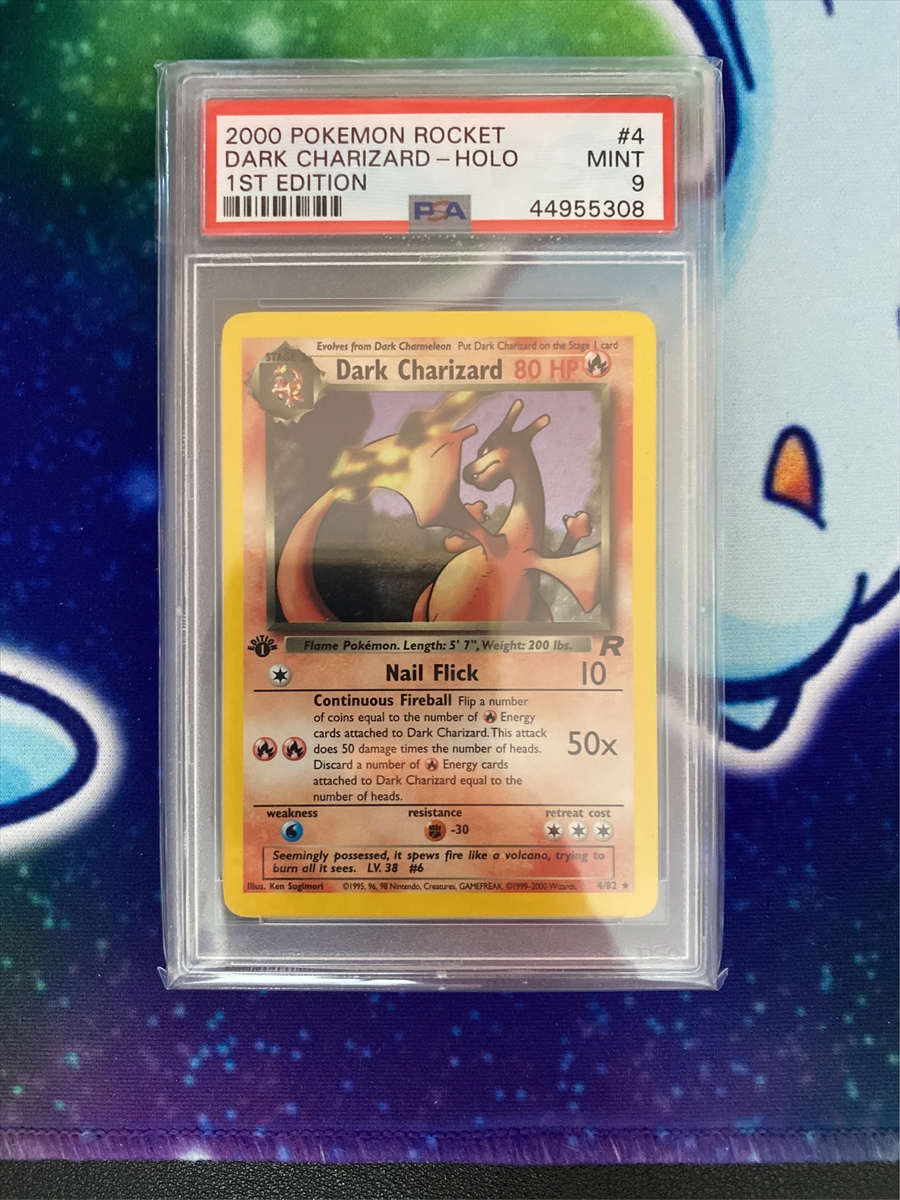 2000 POKEMON ROCKET #4
DARK CHARIZARD - HOLO MINT
1ST EDITION 9
PSA 44955308
Evolves from Dark Charmeleon Put Dark Charizard on the Stage 1 card
STAGE 2
Dark Charizard 80 HP
EDITION
1
Flame Pokémon. Length: 5' 7", Weight: 200 lbs.
R
Nail Flick 10
Continuous Fireball Flip a number
of coins equal to the number of Energy
cards attached to Dark Charizard. This attack
does 50 damage times the number of heads. 50x
Discard a number of Energy cards
attached to Dark Charizard equal to the
number of heads.
weakness resistance retreat cost
-30
Seemingly possessed, it spews fire like a volcano, trying to
burn all it sees. LV. 38 #6
Illus. Ken Sugimori ©1995, 96, 98 Nintendo, Creatures, GAMEFREAK. ©1999-2000 Wizards. 4/82 ★